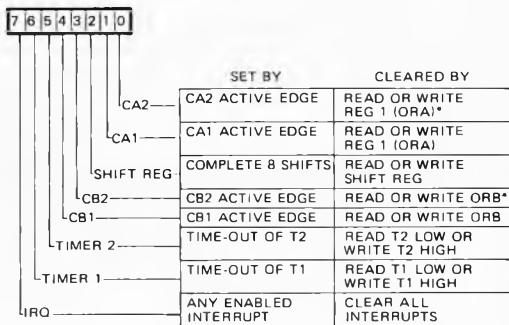 7 6 5 4 3 2 1 0
SET BY CLEARED BY
CA2 CA2 ACTIVE EDGE READ OR WRITE
REG 1 (ORA)*
CA1 CA1 ACTIVE EDGE READ OR WRITE
REG 1 (ORA)
SHIFT REG COMPLETE 8 SHIFTS READ OR WRITE
SHIFT REG
CB2 CB2 ACTIVE EDGE READ OR WRITE ORB*
CB1 CB1 ACTIVE EDGE READ OR WRITE ORB
TIMER 2 TIME-OUT OF T2 READ T2 LOW OR
WRITE T2 HIGH
TIMER 1 TIME-OUT OF T1 READ T1 LOW OR
WRITE T1 HIGH
IRQ ANY ENABLED CLEAR ALL
INTERRUPT INTERRUPTS